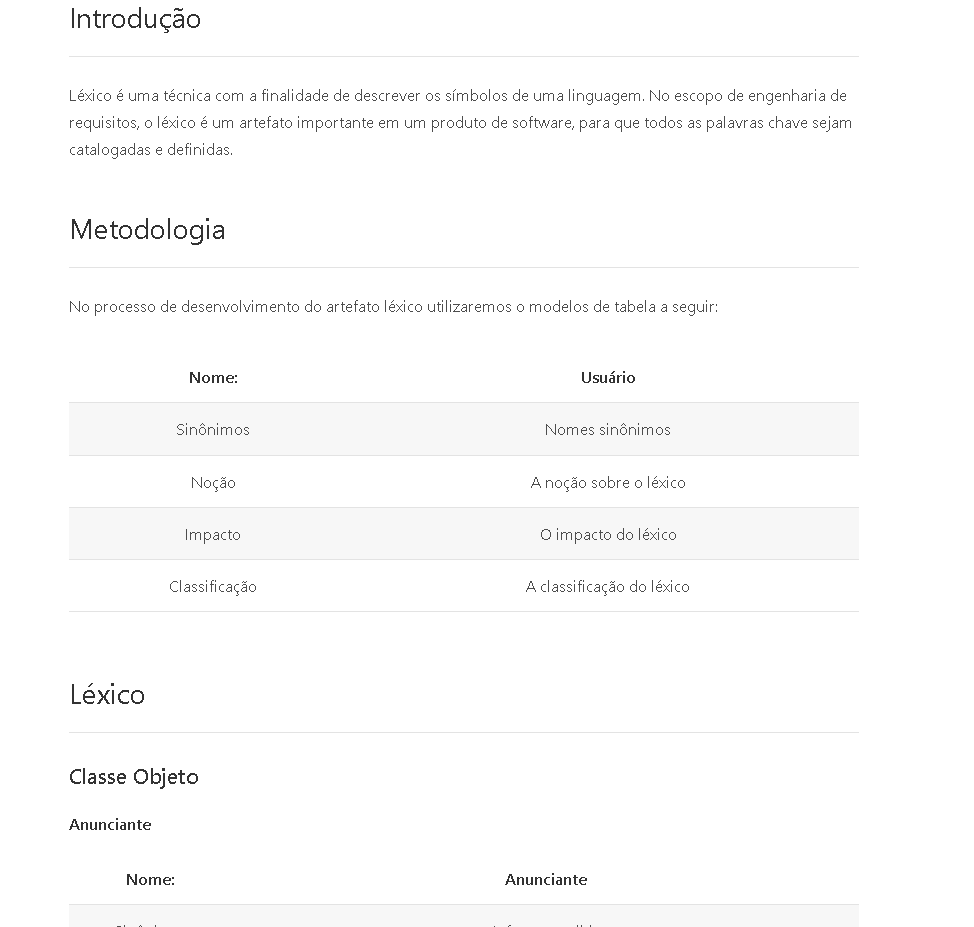 Introdução
Léxico é uma técnica com a finalidade de descrever os símbolos de uma linguagem. No escopo de engenharia de
requisitos, o léxico é um artefato importante em um produto de software, para que todos as palavras chave sejam
catalogadas e definidas.
Metodologia
No processo de desenvolvimento do artefato léxico utilizaremos o modelos de tabela a seguir:
Nome: Usuário
Sinônimos Nomes sinônimos
Noção A noção sobre o léxico
Impacto O impacto do léxico
Classificação A classificação do léxico
Léxico
Classe Objeto
Anunciante
Nome: Anunciante